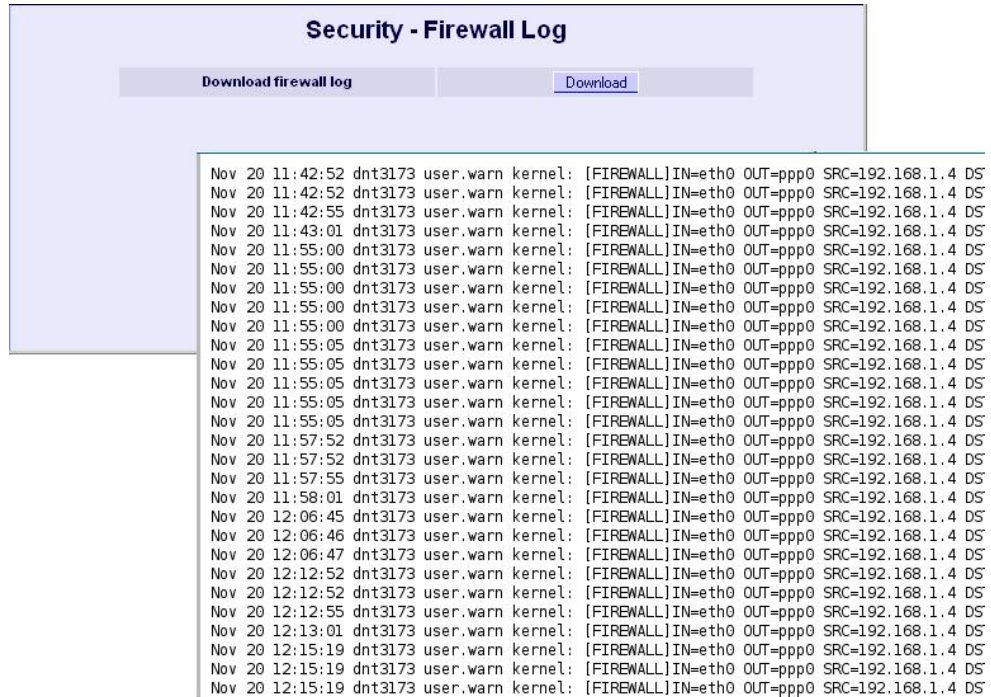 Security - Firewall Log
Download firewall log Download
Nov 20 11:42:52 dnt3173 user.warn kernel: [FIREWALL]IN=eth0 OUT=ppp0 SRC=192.168.1.4 DST
Nov 20 11:42:52 dnt3173 user.warn kernel: [FIREWALL]IN=eth0 OUT=ppp0 SRC=192.168.1.4 DST
Nov 20 11:42:55 dnt3173 user.warn kernel: [FIREWALL]IN=eth0 OUT=ppp0 SRC=192.168.1.4 DST
Nov 20 11:43:01 dnt3173 user.warn kernel: [FIREWALL]IN=eth0 OUT=ppp0 SRC=192.168.1.4 DST
Nov 20 11:55:00 dnt3173 user.warn kernel: [FIREWALL]IN=eth0 OUT=ppp0 SRC=192.168.1.4 DST
Nov 20 11:55:00 dnt3173 user.warn kernel: [FIREWALL]IN=eth0 OUT=ppp0 SRC=192.168.1.4 DST
Nov 20 11:55:00 dnt3173 user.warn kernel: [FIREWALL]IN=eth0 OUT=ppp0 SRC=192.168.1.4 DST
Nov 20 11:55:00 dnt3173 user.warn kernel: [FIREWALL]IN=eth0 OUT=ppp0 SRC=192.168.1.4 DST
Nov 20 11:55:00 dnt3173 user.warn kernel: [FIREWALL]IN=eth0 OUT=ppp0 SRC=192.168.1.4 DST
Nov 20 11:55:05 dnt3173 user.warn kernel: [FIREWALL]IN=eth0 OUT=ppp0 SRC=192.168.1.4 DST
Nov 20 11:55:05 dnt3173 user.warn kernel: [FIREWALL]IN=eth0 OUT=ppp0 SRC=192.168.1.4 DST
Nov 20 11:55:05 dnt3173 user.warn kernel: [FIREWALL]IN=eth0 OUT=ppp0 SRC=192.168.1.4 DST
Nov 20 11:55:05 dnt3173 user.warn kernel: [FIREWALL]IN=eth0 OUT=ppp0 SRC=192.168.1.4 DST
Nov 20 11:55:05 dnt3173 user.warn kernel: [FIREWALL]IN=eth0 OUT=ppp0 SRC=192.168.1.4 DST
Nov 20 11:57:52 dnt3173 user.warn kernel: [FIREWALL]IN=eth0 OUT=ppp0 SRC=192.168.1.4 DST
Nov 20 11:57:52 dnt3173 user.warn kernel: [FIREWALL]IN=eth0 OUT=ppp0 SRC=192.168.1.4 DST
Nov 20 11:57:55 dnt3173 user.warn kernel: [FIREWALL]IN=eth0 OUT=ppp0 SRC=192.168.1.4 DST
Nov 20 11:58:01 dnt3173 user.warn kernel: [FIREWALL]IN=eth0 OUT=ppp0 SRC=192.168.1.4 DST
Nov 20 12:06:45 dnt3173 user.warn kernel: [FIREWALL]IN=eth0 OUT=ppp0 SRC=192.168.1.4 DST
Nov 20 12:06:46 dnt3173 user.warn kernel: [FIREWALL]IN=eth0 OUT=ppp0 SRC=192.168.1.4 DST
Nov 20 12:06:47 dnt3173 user.warn kernel: [FIREWALL]IN=eth0 OUT=ppp0 SRC=192.168.1.4 DST
Nov 20 12:12:52 dnt3173 user.warn kernel: [FIREWALL]IN=eth0 OUT=ppp0 SRC=192.168.1.4 DST
Nov 20 12:12:52 dnt3173 user.warn kernel: [FIREWALL]IN=eth0 OUT=ppp0 SRC=192.168.1.4 DST
Nov 20 12:12:55 dnt3173 user.warn kernel: [FIREWALL]IN=eth0 OUT=ppp0 SRC=192.168.1.4 DST
Nov 20 12:13:01 dnt3173 user.warn kernel: [FIREWALL]IN=eth0 OUT=ppp0 SRC=192.168.1.4 DST
Nov 20 12:15:19 dnt3173 user.warn kernel: [FIREWALL]IN=eth0 OUT=ppp0 SRC=192.168.1.4 DST
Nov 20 12:15:19 dnt3173 user.warn kernel: [FIREWALL]IN=eth0 OUT=ppp0 SRC=192.168.1.4 DST
Nov 20 12:15:19 dnt3173 user.warn kernel: [FIREWALL]IN=eth0 OUT=ppp0 SRC=192.168.1.4 DST